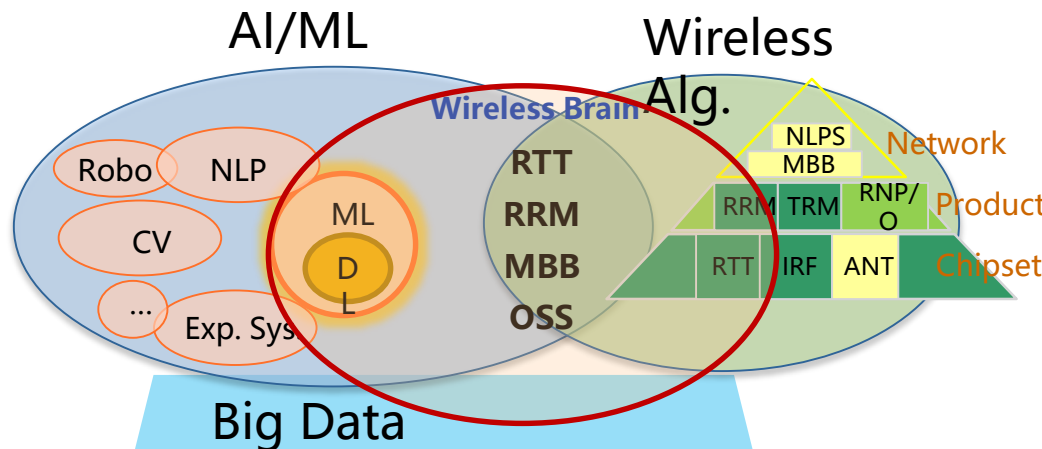 AI/ML
Wireless
Alg.
Wireless Brain
Robo
NLP
CV
...
Exp. Sys.
ML
D
L
RTT
RRM
MBB
OSS
NLPS
MBB
Network
RRM
TRM
RNP/
O
Product
RTT
IRF
ANT
Chipset
Big Data